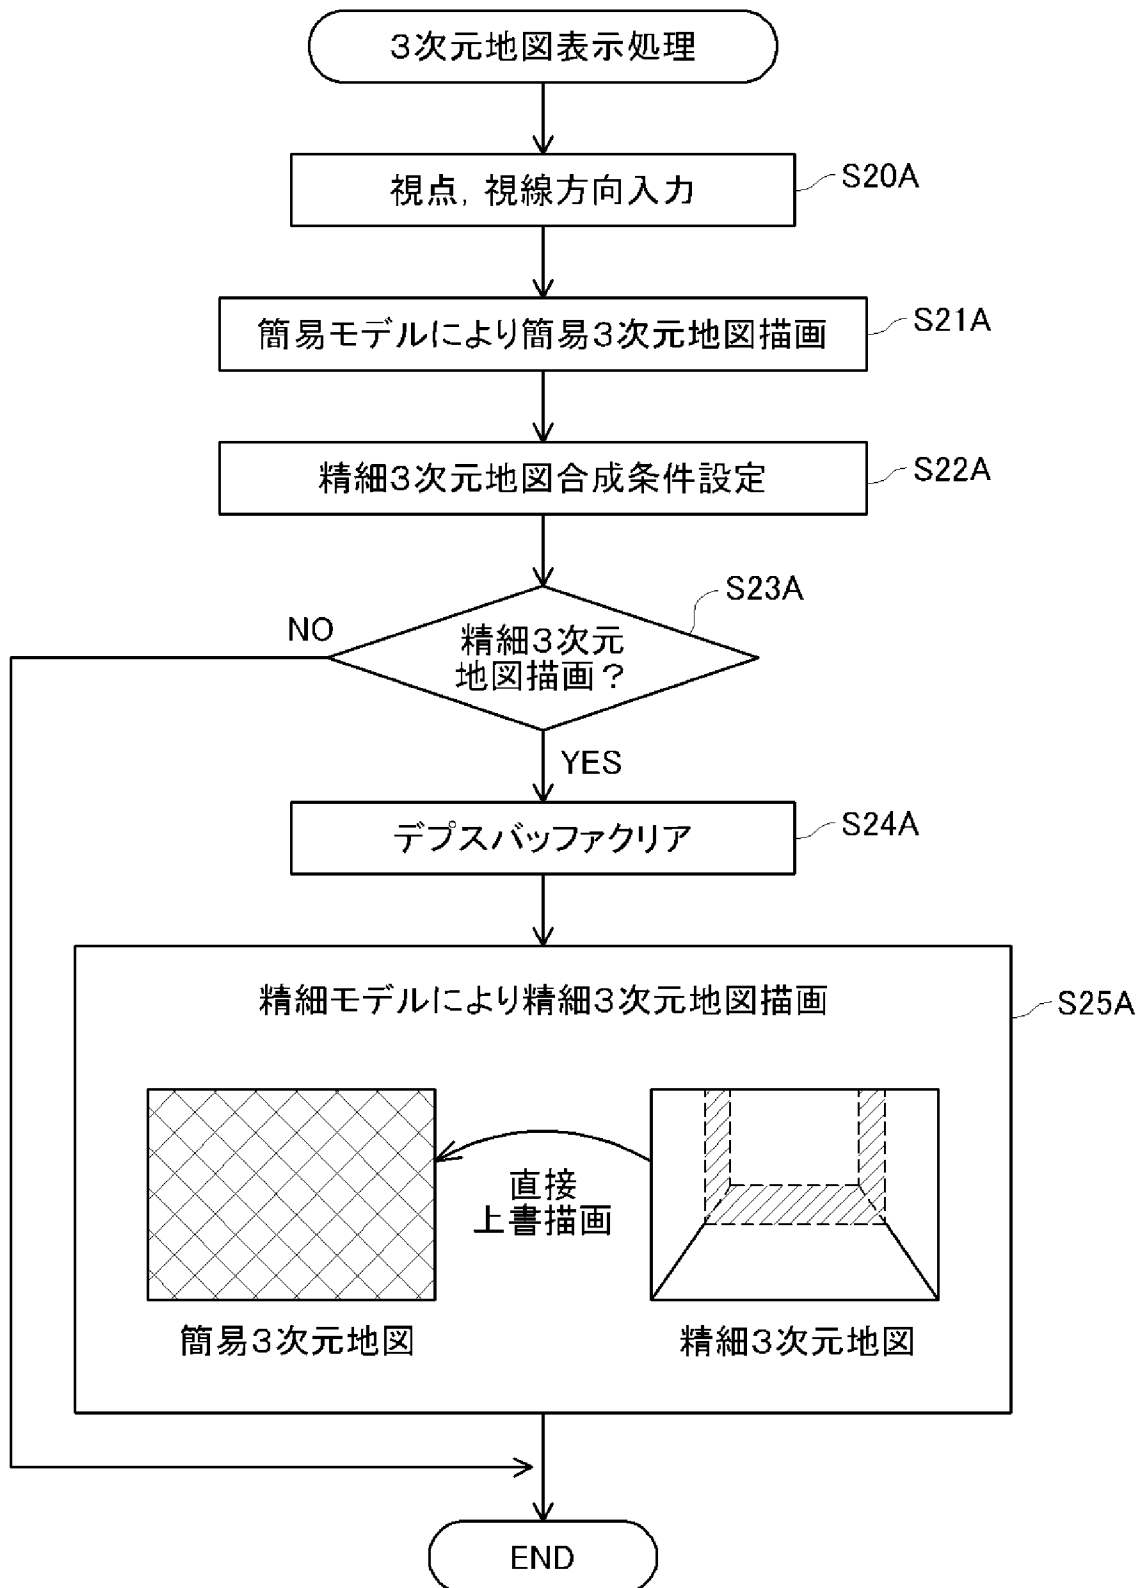 3次元地図表示処理
視点, 視線方向入力
S20A
簡易モデルにより簡易3次元地図描画
S21A
精細3次元地図合成条件設定
S22A
S23A
NO
精細3次元
地図描画？
YES
デプスバッファクリア
S24A
精細モデルにより精細3次元地図描画
S25A
直接
上書描画
簡易3次元地図
精細3次元地図
END